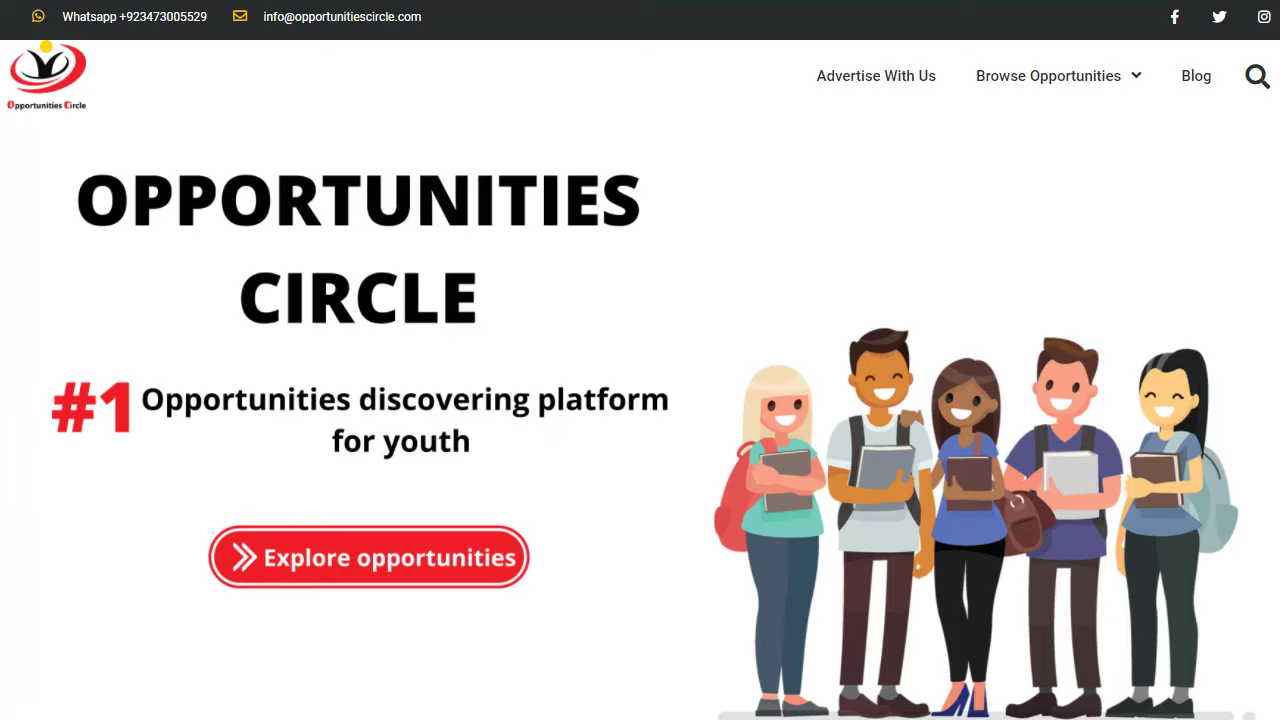 Whatsapp +923473005529
info@opportunitiescircle.com
Opportunities Circle
Advertise With Us
Browse Opportunities
Blog
OPPORTUNITIES
CIRCLE
#1 Opportunities discovering platform
for youth
Explore opportunities